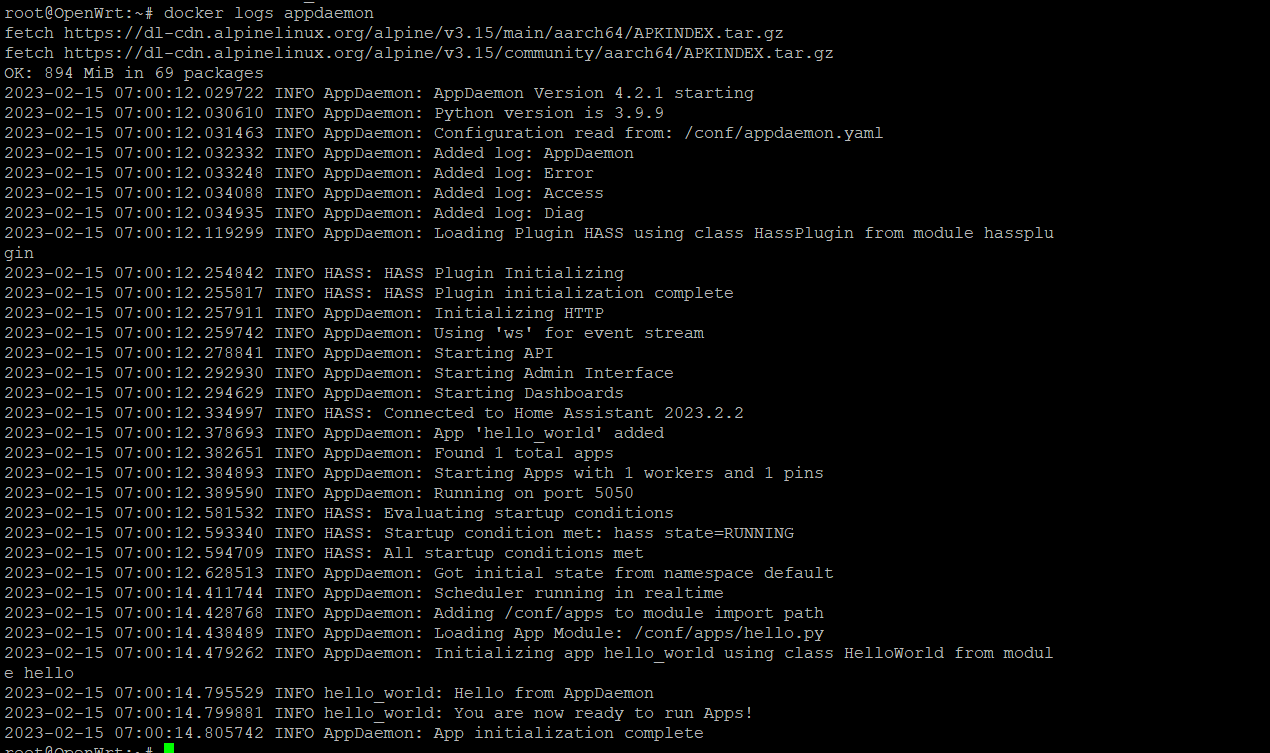 root@OpenWrt:~# docker logs appdaemon
fetch https://dl-cdn.alpinelinux.org/alpine/v3.15/main/aarch64/APKINDEX.tar.gz
fetch https://dl-cdn.alpinelinux.org/alpine/v3.15/community/aarch64/APKINDEX.tar.gz
OK: 894 MiB in 69 packages
2023-02-15 07:00:12.029722 INFO AppDaemon: AppDaemon Version 4.2.1 starting
2023-02-15 07:00:12.030610 INFO AppDaemon: Python version is 3.9.9
2023-02-15 07:00:12.031463 INFO AppDaemon: Configuration read from: /conf/appdaemon.yaml
2023-02-15 07:00:12.032332 INFO AppDaemon: Added log: AppDaemon
2023-02-15 07:00:12.033248 INFO AppDaemon: Added log: Error
2023-02-15 07:00:12.034088 INFO AppDaemon: Added log: Access
2023-02-15 07:00:12.034935 INFO AppDaemon: Added log: Diag
2023-02-15 07:00:12.119299 INFO AppDaemon: Loading Plugin HASS using class HassPlugin from module hassplu
gin
2023-02-15 07:00:12.254842 INFO HASS: HASS Plugin Initializing
2023-02-15 07:00:12.255817 INFO HASS: HASS Plugin initialization complete
2023-02-15 07:00:12.257911 INFO AppDaemon: Initializing HTTP
2023-02-15 07:00:12.259742 INFO AppDaemon: Using 'ws' for event stream
2023-02-15 07:00:12.278841 INFO AppDaemon: Starting API
2023-02-15 07:00:12.292930 INFO AppDaemon: Starting Admin Interface
2023-02-15 07:00:12.294629 INFO AppDaemon: Starting Dashboards
2023-02-15 07:00:12.334997 INFO HASS: Connected to Home Assistant 2023.2.2
2023-02-15 07:00:12.378693 INFO AppDaemon: App 'hello_world' added
2023-02-15 07:00:12.382651 INFO AppDaemon: Found 1 total apps
2023-02-15 07:00:12.384893 INFO AppDaemon: Starting Apps with 1 workers and 1 pins
2023-02-15 07:00:12.389590 INFO AppDaemon: Running on port 5050
2023-02-15 07:00:12.581532 INFO HASS: Evaluating startup conditions
2023-02-15 07:00:12.593340 INFO HASS: Startup condition met: hass state=RUNNING
2023-02-15 07:00:12.594709 INFO HASS: All startup conditions met
2023-02-15 07:00:12.628513 INFO AppDaemon: Got initial state from namespace default
2023-02-15 07:00:14.411744 INFO AppDaemon: Scheduler running in realtime
2023-02-15 07:00:14.428768 INFO AppDaemon: Adding /conf/apps to module import path
2023-02-15 07:00:14.438489 INFO AppDaemon: Loading App Module: /conf/apps/hello.py
2023-02-15 07:00:14.479262 INFO AppDaemon: Initializing app hello_world using class HelloWorld from modul
e hello
2023-02-15 07:00:14.795529 INFO hello_world: Hello from AppDaemon
2023-02-15 07:00:14.799881 INFO hello_world: You are now ready to run Apps!
2023-02-15 07:00:14.805742 INFO AppDaemon: App initialization complete
root@OpenWrt:~#